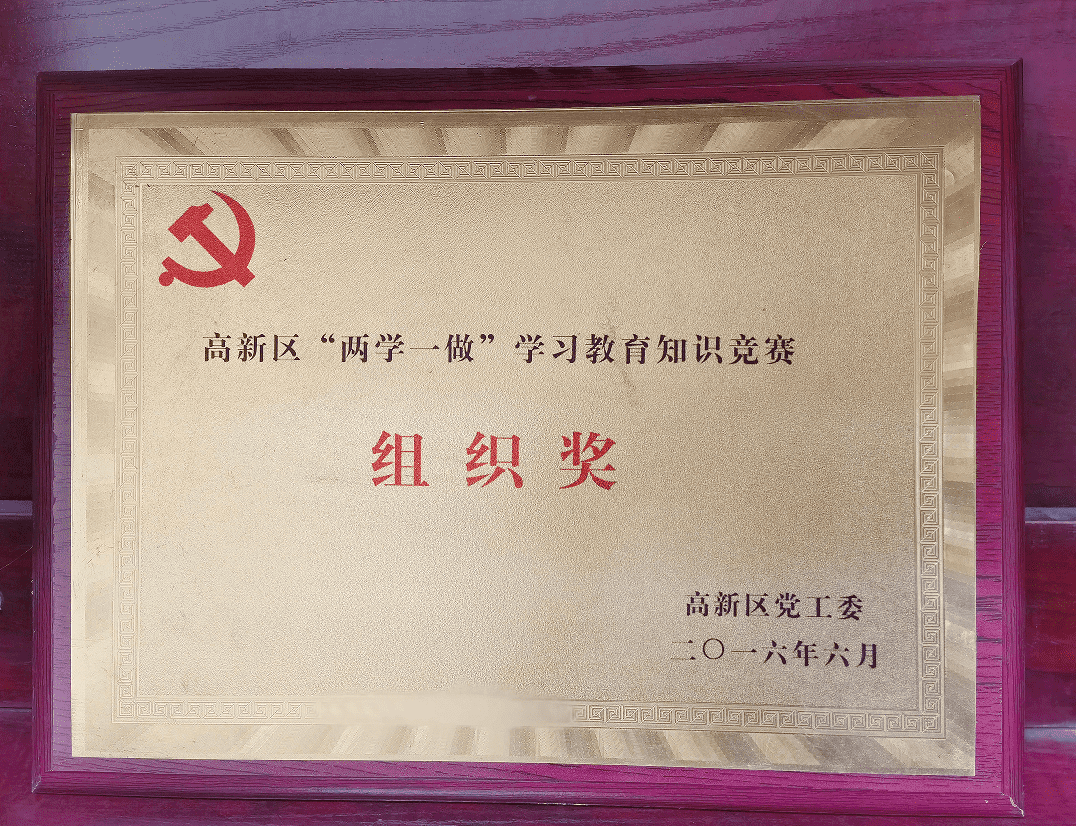 高新区“两学一做”学习教育知识竞赛
组织奖
高新区党工委
二〇一六年六月